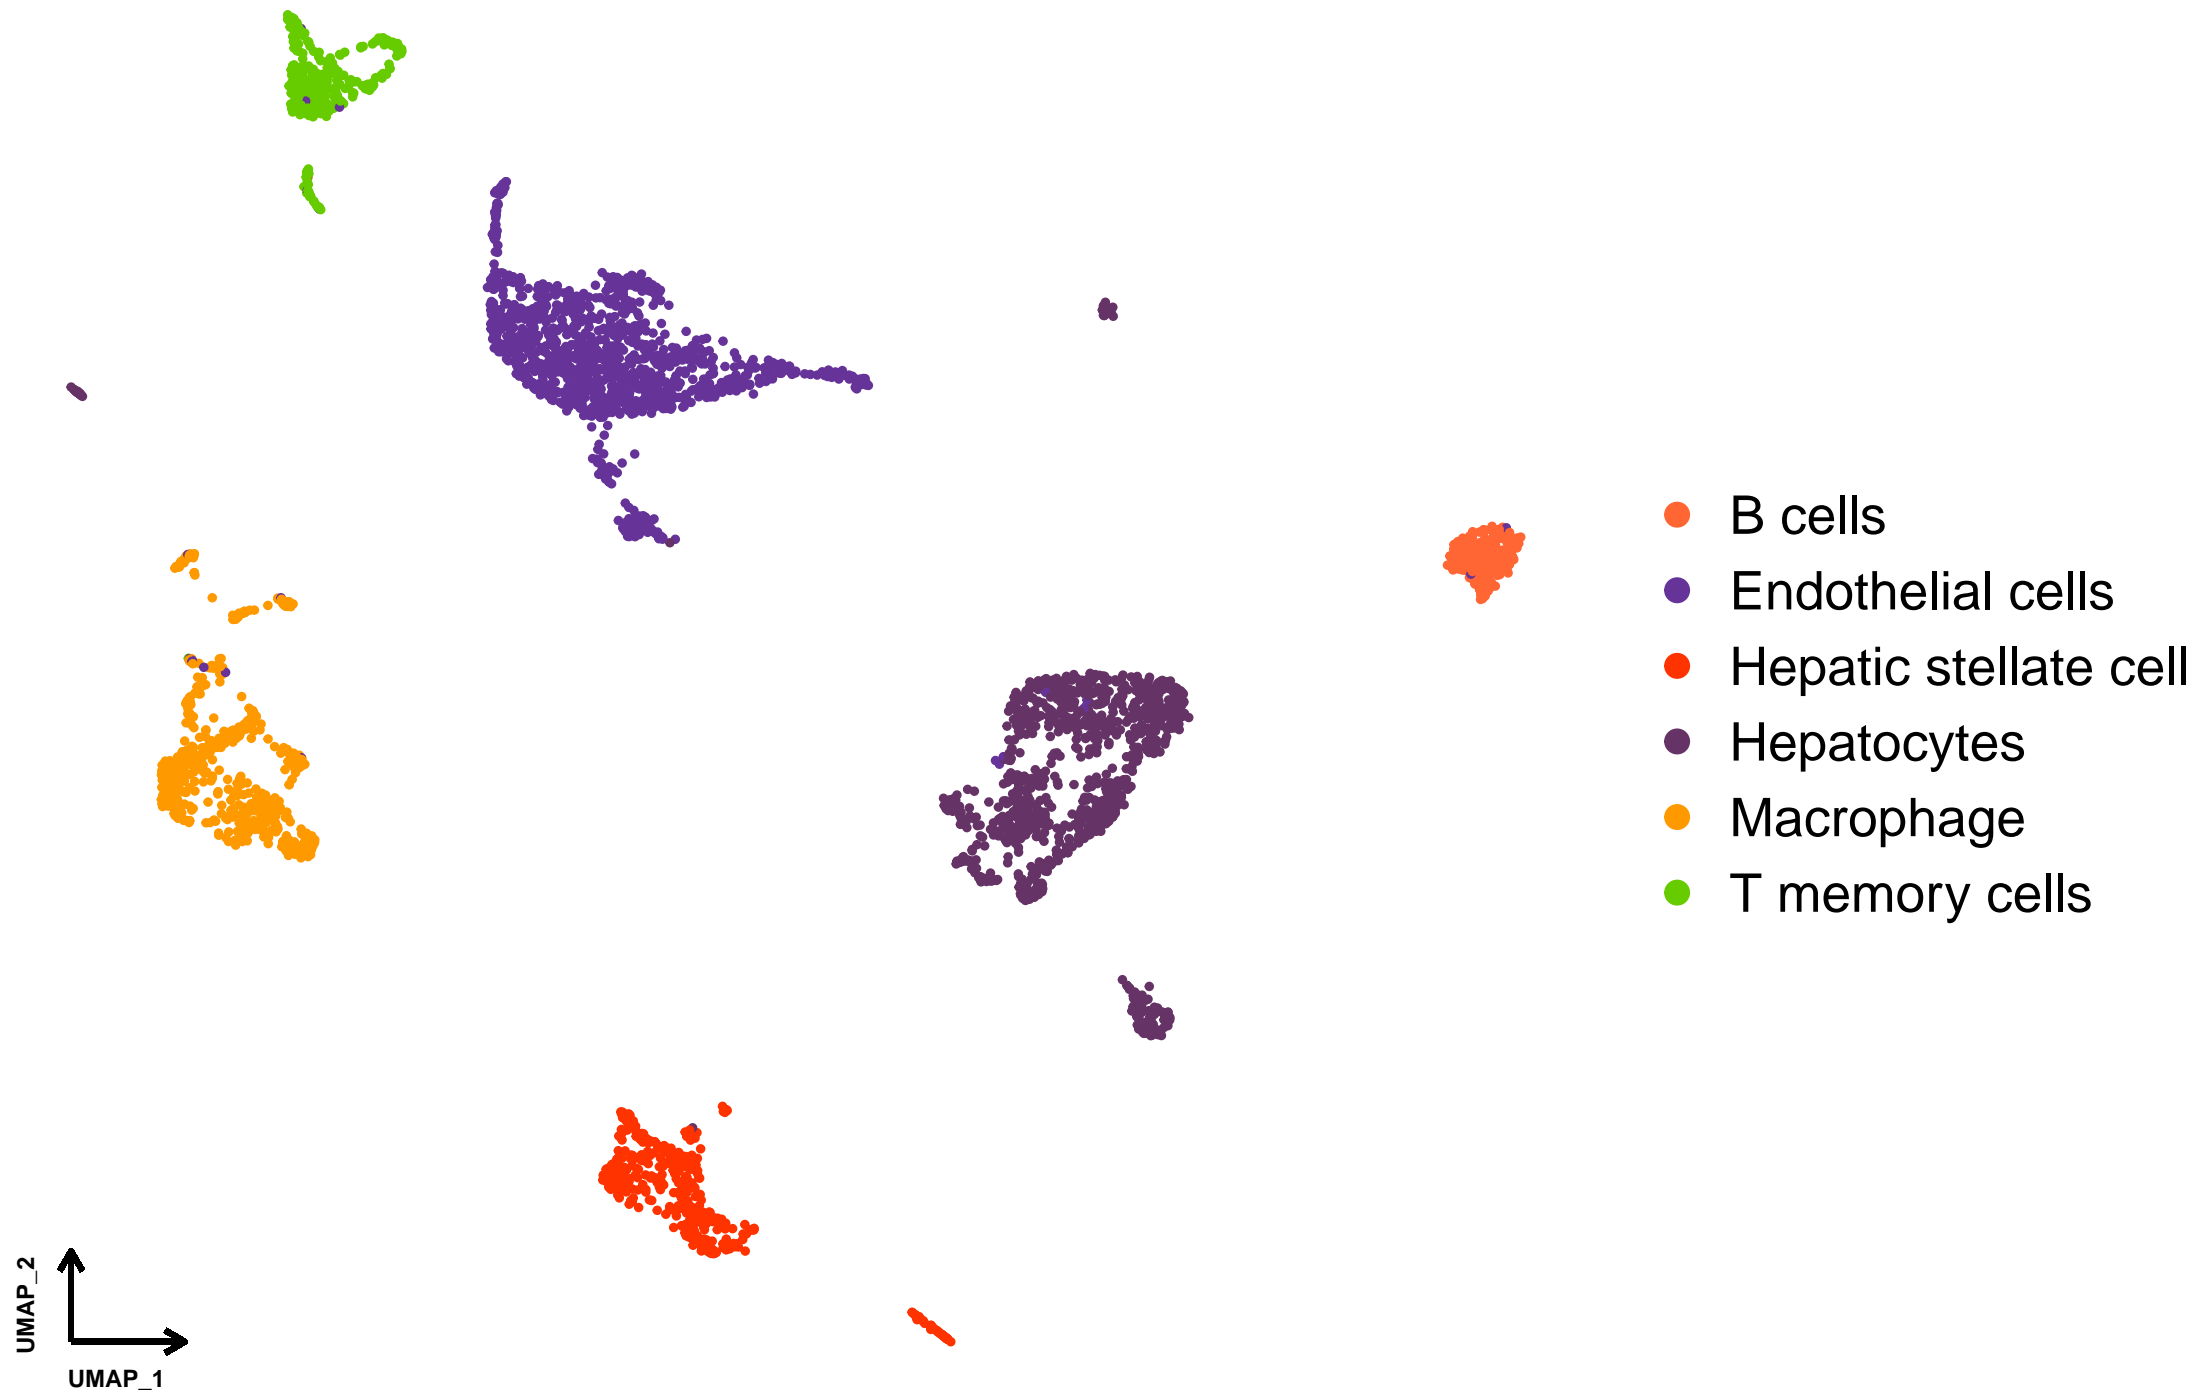 B cells
Endothelial cells
Hepatic stellate cell
Hepatocytes
Macrophage
T memory cells
UMAP_2
UMAP_1